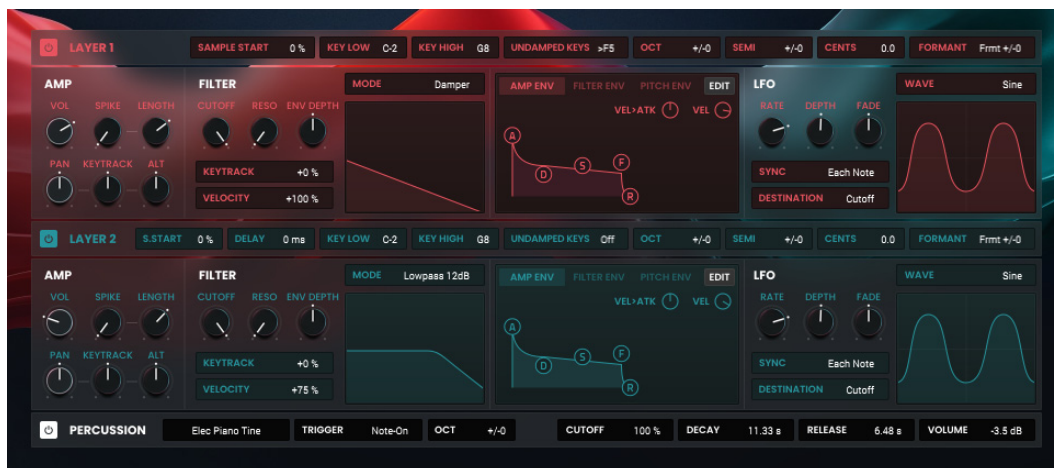 LAYER 1 SAMPLE START 0 % KEY LOW C-2 KEY HIGH G8 UNDAMPED KEYS >F5 OCT +/-0 SEMI +/-0 CENTS 0.0 FORMANT Frmt +/-0
AMP FILTER MODE Damper AMP ENV FILTER ENV PITCH ENV EDIT LFO WAVE Sine
VOL SPIKE LENGTH CUTOFF RESO ENV DEPTH VEL>ATK VEL RATE DEPTH FADE
A
D S F
PAN KEYTRACK ALT KEYTRACK +0 % SYNC Each Note
VELOCITY +100 % R DESTINATION Cutoff
LAYER 2 S.START 0 % DELAY 0 ms KEY LOW C-2 KEY HIGH G8 UNDAMPED KEYS Off OCT +/-0 SEMI +/-0 CENTS 0.0 FORMANT Frmt +/-0
AMP FILTER MODE Lowpass 12dB AMP ENV FILTER ENV PITCH ENV EDIT LFO WAVE Sine
VOL SPIKE LENGTH CUTOFF RESO ENV DEPTH VEL>ATK VEL RATE DEPTH FADE
A
D S F
PAN KEYTRACK ALT KEYTRACK +0 % SYNC Each Note
VELOCITY +75 % R DESTINATION Cutoff
PERCUSSION Elec Piano Tine TRIGGER Note-On OCT +/-0 CUTOFF 100 % DECAY 11.33 s RELEASE 6.48 s VOLUME -3.5 dB